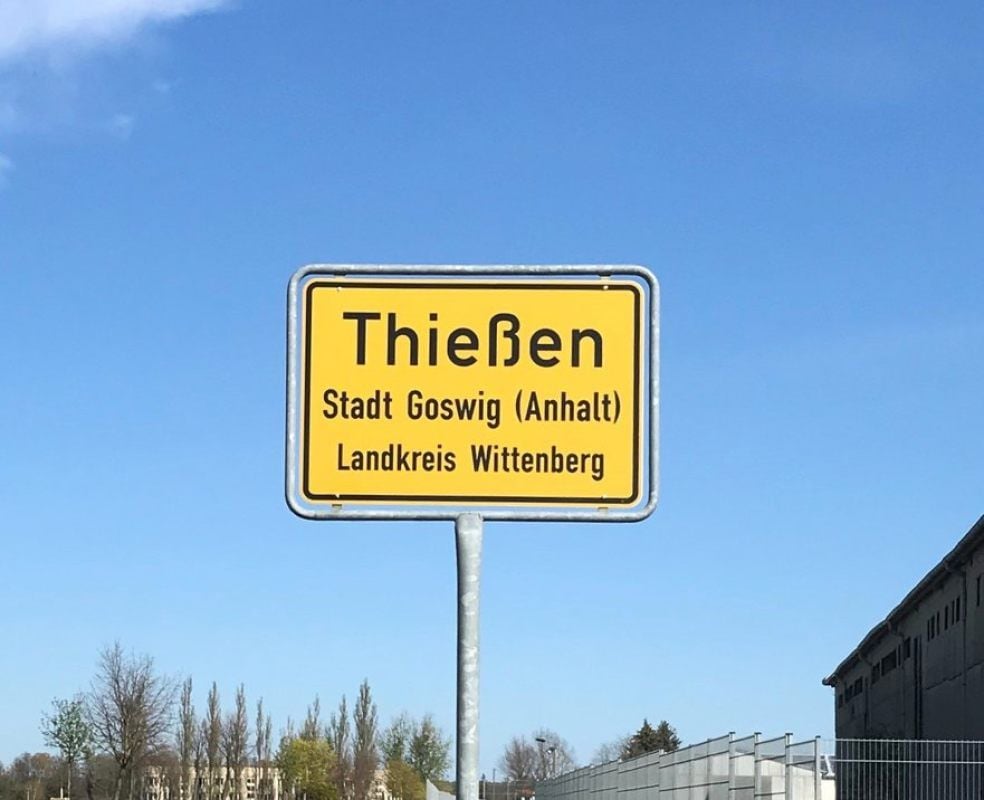 Thießen
Stadt Goswig (Anhalt)
Landkreis Wittenberg